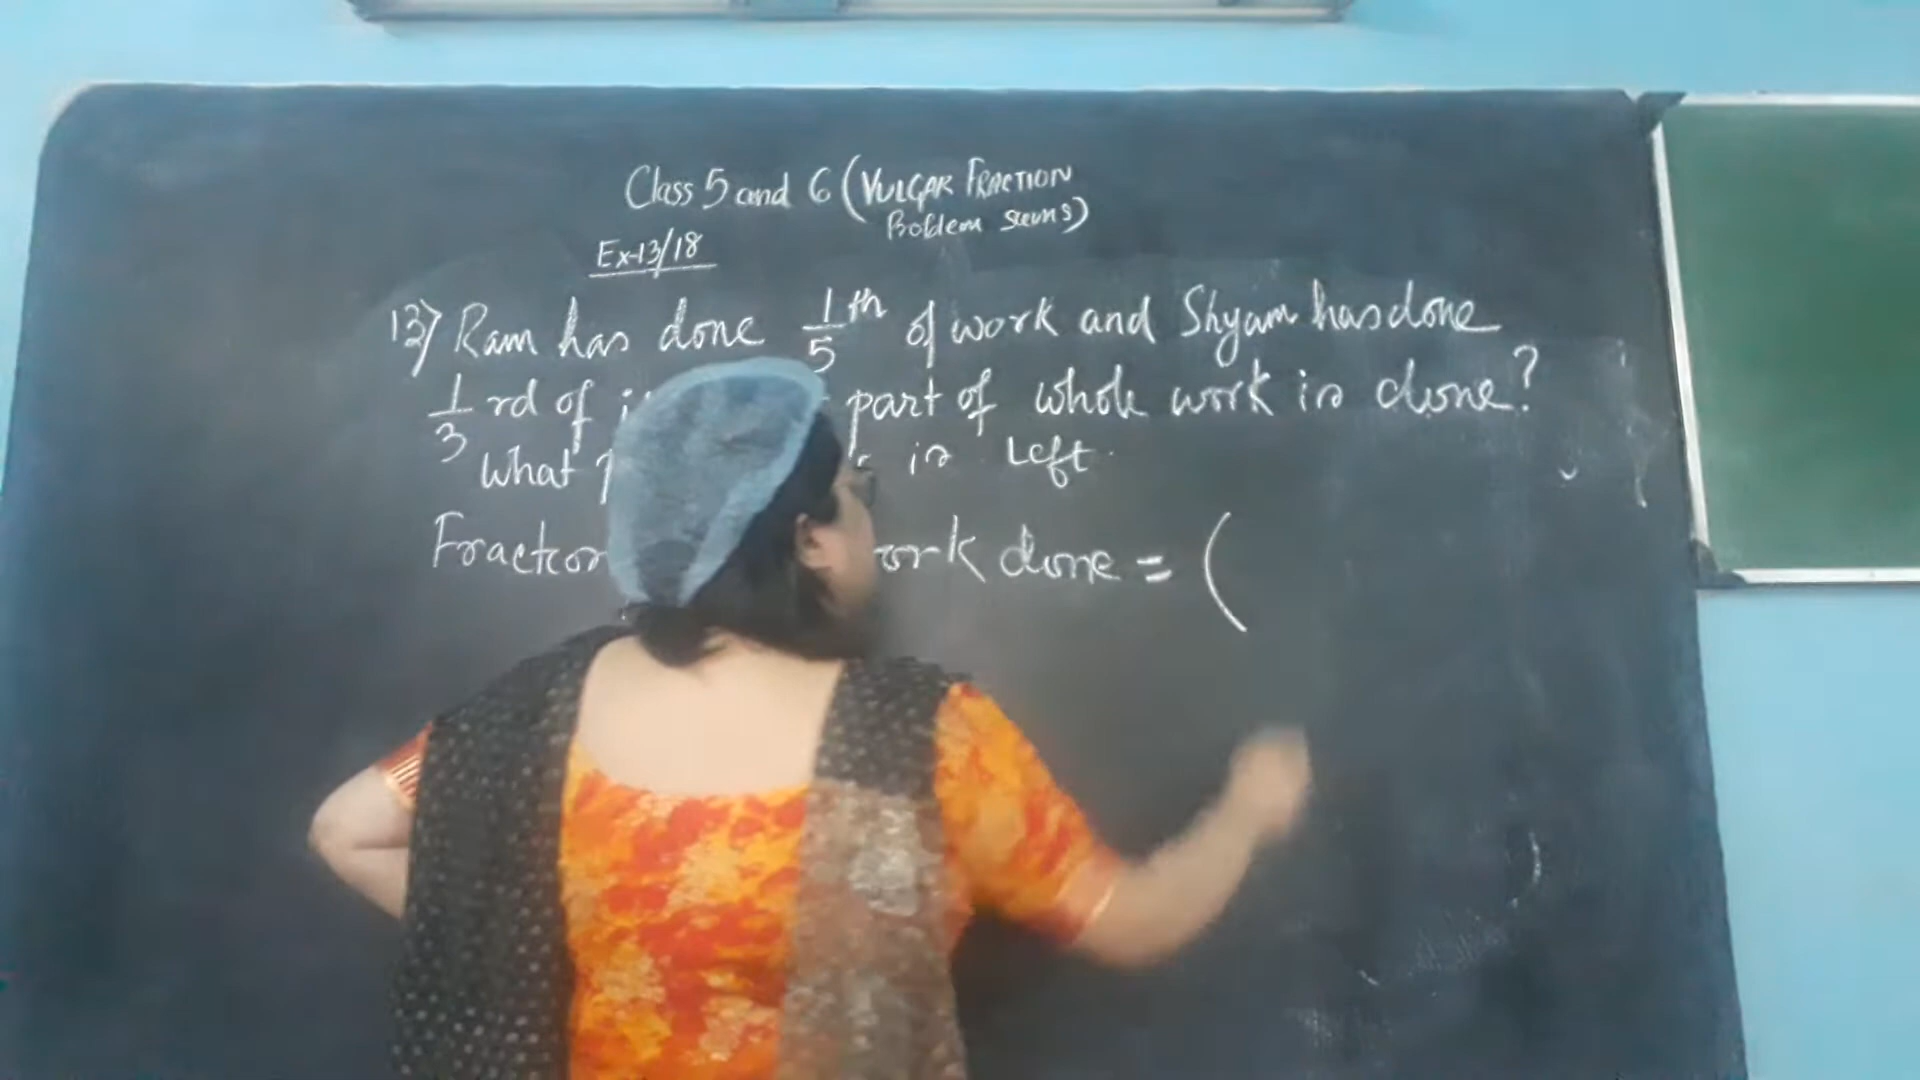 Class 5 and 6 (VULGAR FRACTION
Problem sums)
Ex-13/18
13) Ram has done 1/5 th of work and Shyam has done
1/3 rd of part of whole work is done?
What is Left.
Fraction work done = (